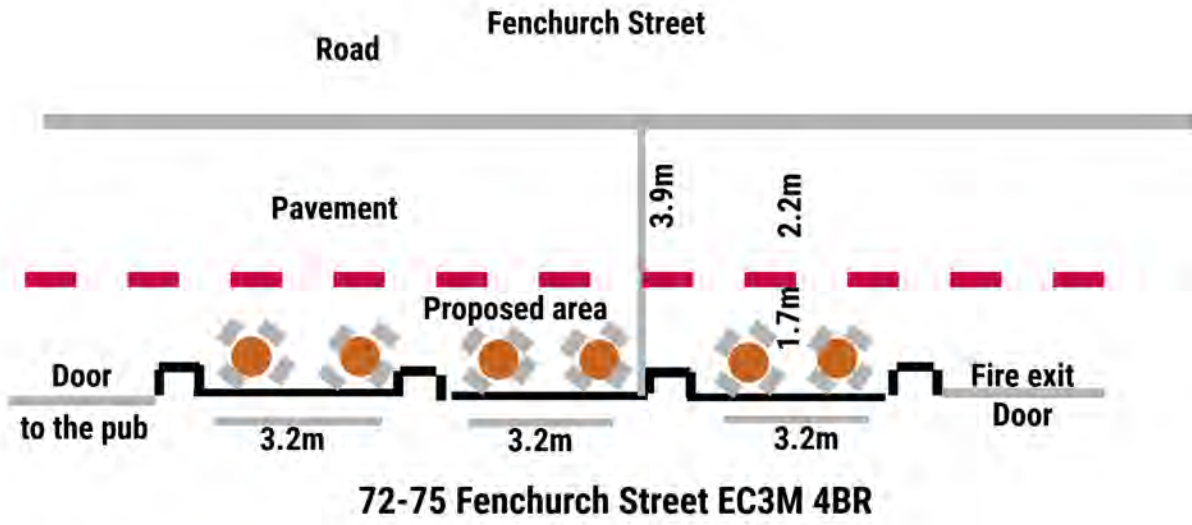 Fenchurch Street
Road
3.9m
2.2m
Pavement
Proposed area
1.7m
Door
to the pub
Fire exit
Door
3.2m
3.2m
3.2m
72-75 Fenchurch Street EC3M 4BR